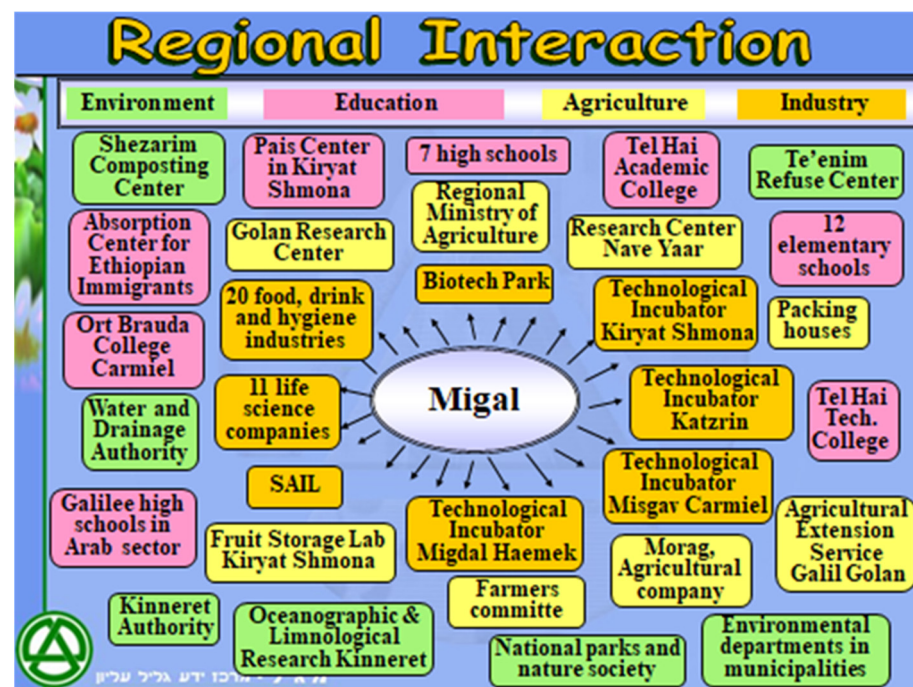 Regional Interaction
Environment
Education
Agriculture
Industry
Shezarim
Composting
Center
Pais Center
in Kiryat
Shmona
7 high schools
Tel Hai
Academic
College
Te'enim
Refuse Center
Absorption
Center for
Ethiopian
Immigrants
Golan Research
Center
Regional
Ministry of
Agriculture
Research Center
Nave Yaar
12
elementary
schools
20 food, drink
and hygiene
industries
Biotech Park
Technological
Incubator
Kiryat Shmona
Packing
houses
Ort Brauda
College
Carmiel
Migal
11 life
science
companies
Technological
Incubator
Katzrin
Tel Hai
Tech.
College
Water and
Drainage
Authority
SAIL
Technological
Incubator
Misgav Carmiel
Galilee high
schools in
Arab sector
Fruit Storage Lab
Kiryat Shmona
Technological
Incubator
Migdal Haemek
Morag,
Agricultural
company
Agricultural
Extension
Service
Galil Golan
Farmers
committe
Kinneret
Authority
Oceanographic &
Limnological
Research Kinneret
National parks and
nature society
Environmental
departments in
municipalities
מרכז ידע גליל עליון